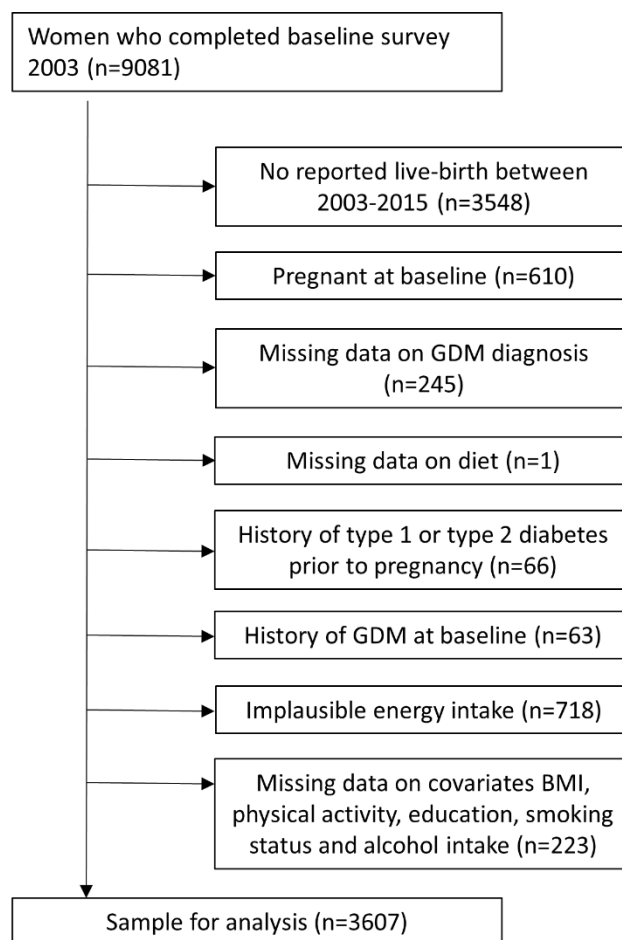 Women who completed baseline survey
2003 (n=9081)
No reported live-birth between
2003-2015 (n=3548)
Pregnant at baseline (n=610)
Missing data on GDM diagnosis
(n=245)
Missing data on diet (n=1)
History of type 1 or type 2 diabetes
prior to pregnancy (n=66)
History of GDM at baseline (n=63)
Implausible energy intake (n=718)
Missing data on covariates BMI,
physical activity, education, smoking
status and alcohol intake (n=223)
Sample for analysis (n=3607)